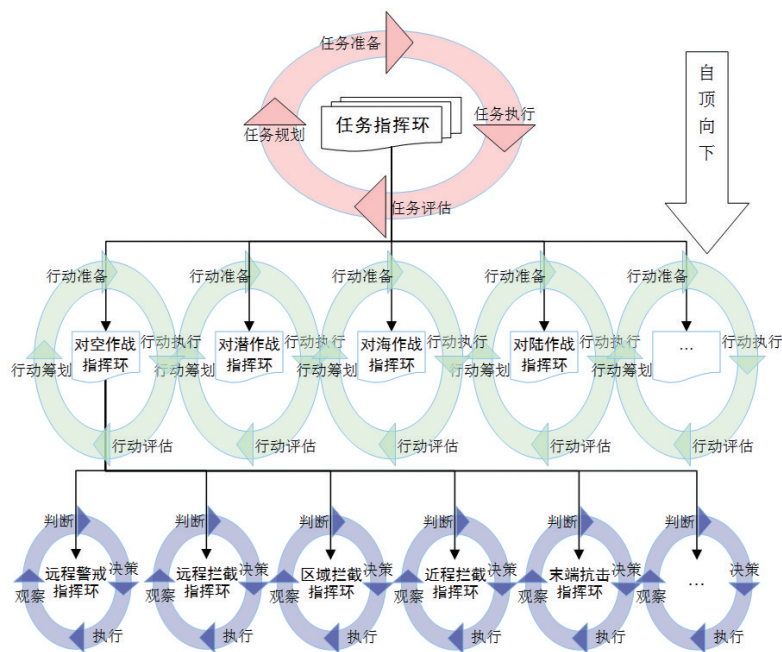 任务准备
自顶向下
任务指挥环
任务执行
任务规划
任务评估
行动准备
行动准备
行动准备
行动准备
行动准备
对空作战
指挥环
行动执行
对潜作战
指挥环
行动执行
对海作战
指挥环
行动执行
对陆作战
指挥环
行动执行
…
行动执行
行动筹划
行动筹划
行动筹划
行动筹划
行动筹划
行动评估
行动评估
行动评估
行动评估
行动评估
判断
判断
判断
判断
判断
判断
远程警戒
指挥环
决策
远程拦截
指挥环
决策
区域拦截
指挥环
决策
近程拦截
指挥环
决策
末端抗击
指挥环
决策
…
决策
观察
观察
观察
观察
观察
观察
执行
执行
执行
执行
执行
执行